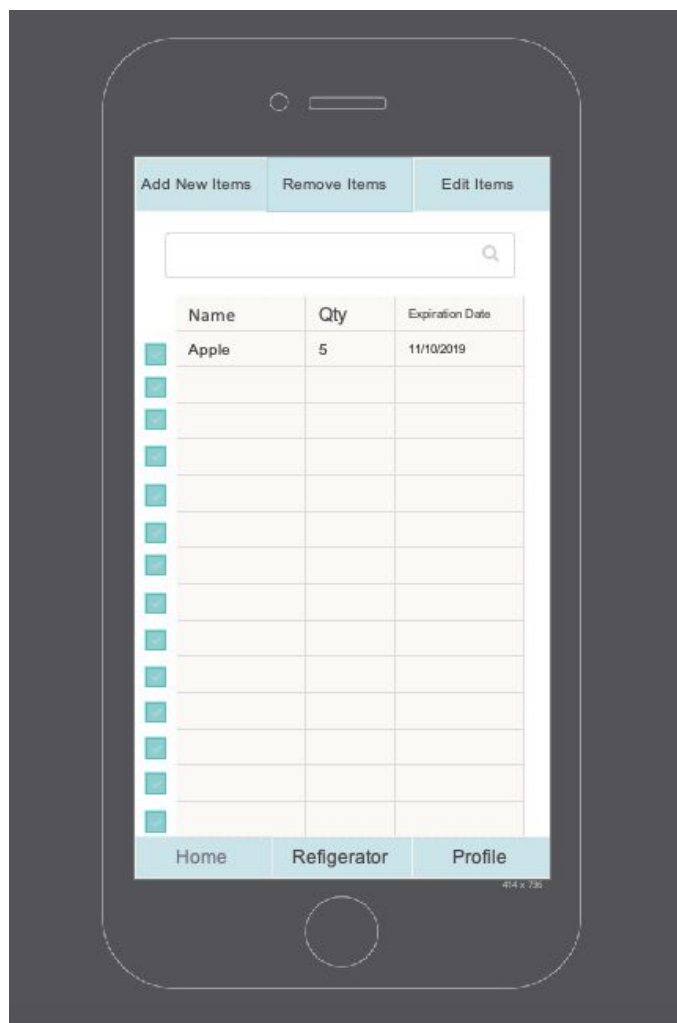 Add New Items Remove Items Edit Items
Name Qty Expiration Date
Apple 5 11/10/2019
Home Refigerator Profile
414 x 736